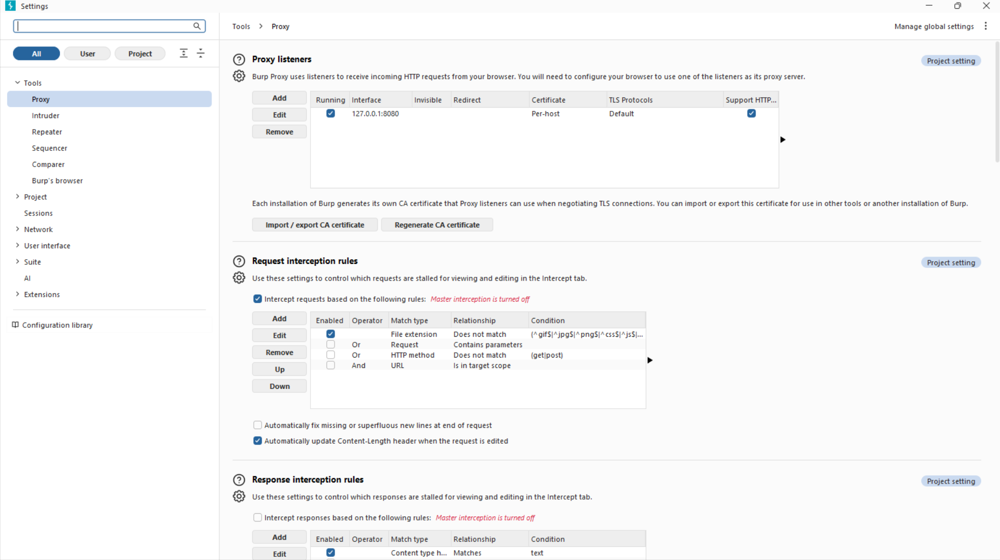 Settings
Tools > Proxy
Manage global settings
All User Project
Tools
Proxy
Intruder
Repeater
Sequencer
Comparer
Burp's browser
Project
Sessions
Network
User interface
Suite
AI
Extensions
Configuration library
Proxy listeners
Project setting
Burp Proxy uses listeners to receive incoming HTTP requests from your browser. You will need to configure your browser to use one of the listeners as its proxy server.
Add
Edit
Remove
Running Interface Invisible Redirect Certificate TLS Protocols Support HTTP...
127.0.0.1:8080 Per-host Default
Each installation of Burp generates its own CA certificate that Proxy listeners can use when negotiating TLS connections. You can import or export this certificate for use in other tools or another installation of Burp.
Import / export CA certificate Regenerate CA certificate
Request interception rules
Project setting
Use these settings to control which requests are stalled for viewing and editing in the Intercept tab.
Intercept requests based on the following rules: Master interception is turned off
Add
Edit
Remove
Up
Down
Enabled Operator Match type Relationship Condition
File extension Does not match (^gif$|^jpg$|^png$|^css$|^js$|...
Or Request Contains parameters
Or HTTP method Does not match (get|post)
And URL Is in target scope
Automatically fix missing or superfluous new lines at end of request
Automatically update Content-Length header when the request is edited
Response interception rules
Project setting
Use these settings to control which responses are stalled for viewing and editing in the Intercept tab.
Intercept responses based on the following rules: Master interception is turned off
Add
Edit
Enabled Operator Match type Relationship Condition
Content type h... Matches text